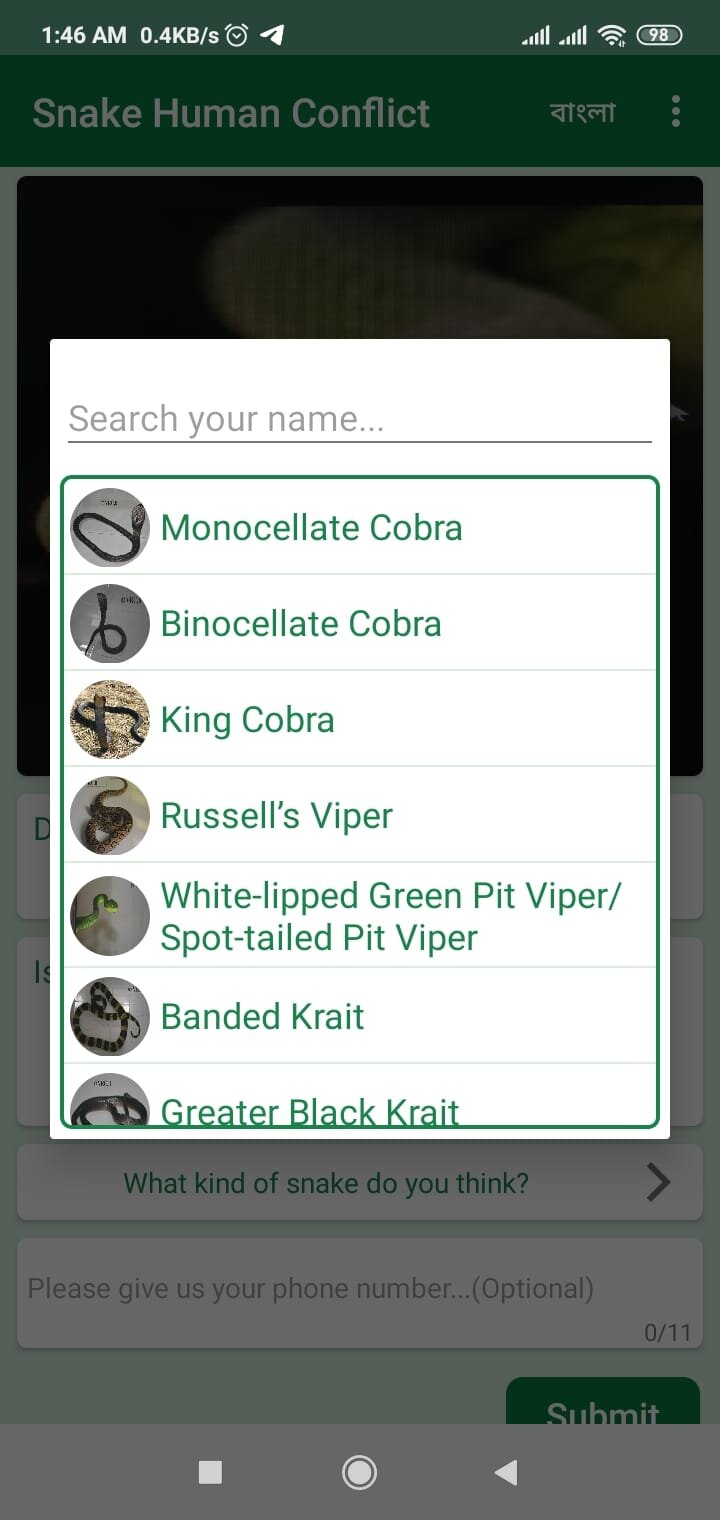 1:46 AM 0.4KB/s 98
Snake Human Conflict বাংলা
Search your name...
Monocellate Cobra
Binocellate Cobra
King Cobra
Russell’s Viper
White-lipped Green Pit Viper/
Spot-tailed Pit Viper
Banded Krait
Greater Black Krait
What kind of snake do you think?
Please give us your phone number...(Optional)
0/11
Submit